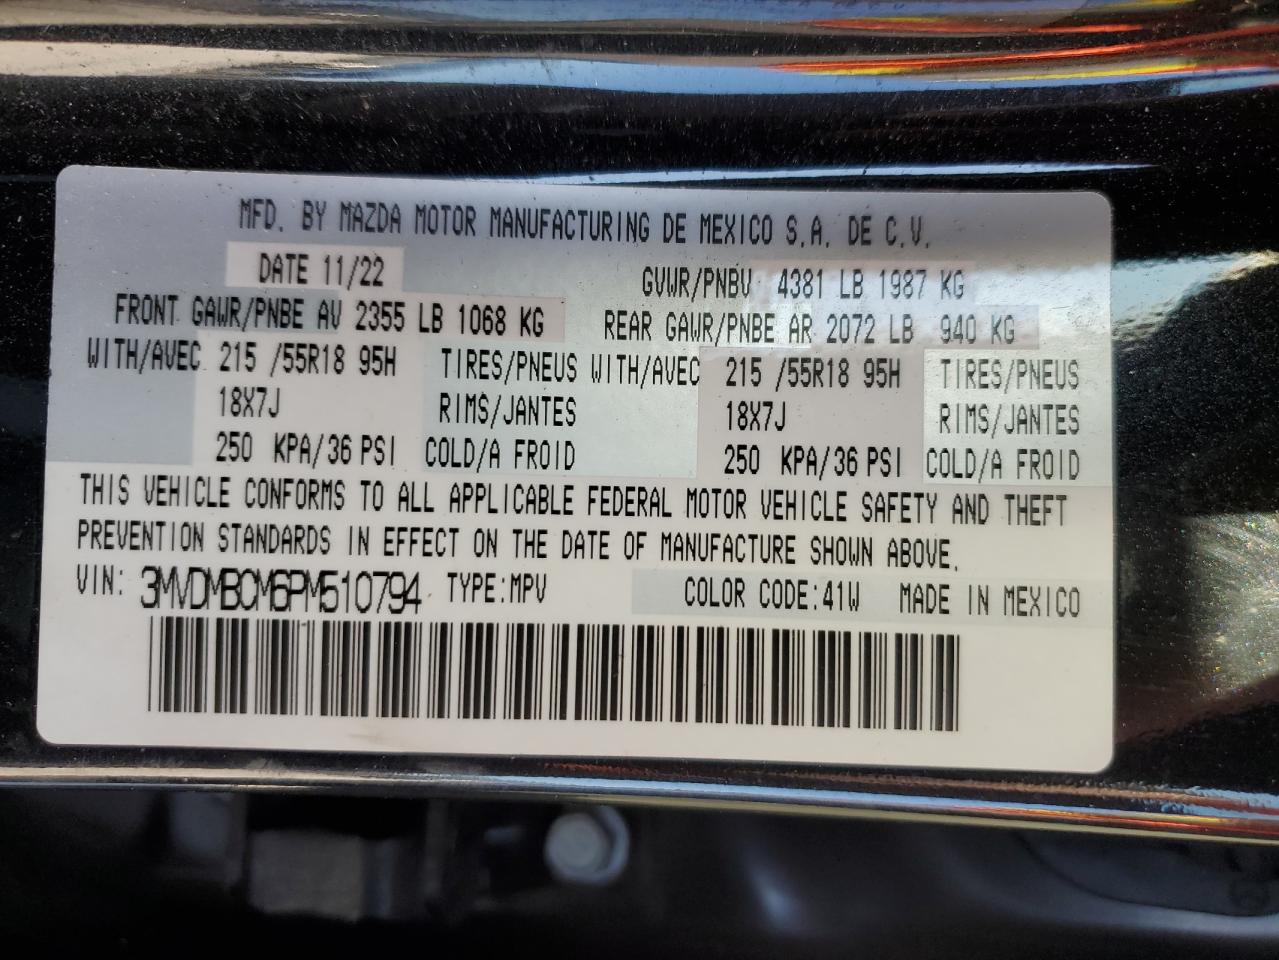 MFD. BY MAZDA MOTOR MANUFACTURING DE MEXICO S.A. DE C.V.
DATE 11/22 GVWR/PNBV 4381 LB 1987 KG
FRONT GAWR/PNBE AV 2355 LB 1068 KG REAR GAWR/PNBE AR 2072 LB 940 KG
WITH/AVEC 215 /55R18 95H TIRES/PNEUS WITH/AVEC 215 /55R18 95H TIRES/PNEUS
18X7J RIMS/JANTES 18X7J RIMS/JANTES
250 KPA/36 PSI COLD/A FROID 250 KPA/36 PSI COLD/A FROID
THIS VEHICLE CONFORMS TO ALL APPLICABLE FEDERAL MOTOR VEHICLE SAFETY AND THEFT
PREVENTION STANDARDS IN EFFECT ON THE DATE OF MANUFACTURE SHOWN ABOVE.
VIN: 3MVDMBCM6PM510794 TYPE:MPV COLOR CODE:41W MADE IN MEXICO